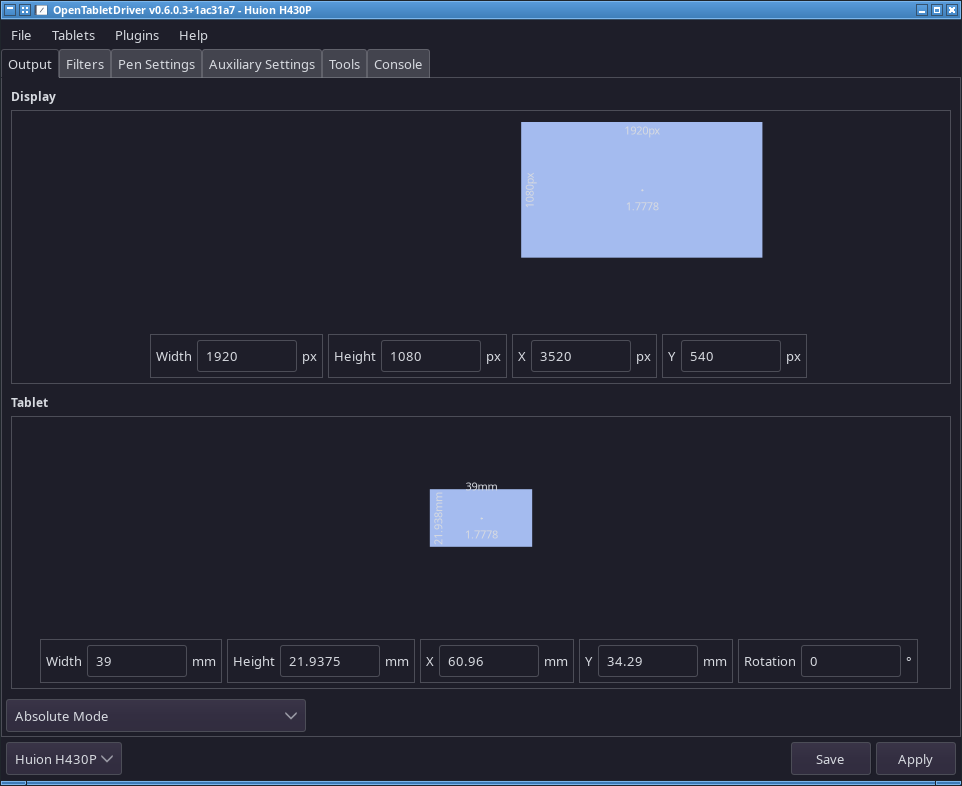 OpenTabletDriver v0.6.0.3+1ac31a7 - Huion H430P
File Tablets Plugins Help
Output Filters Pen Settings Auxiliary Settings Tools Console
Display
1920px
1080px
1.7778
Width 1920 px Height 1080 px X 3520 px Y 540 px
Tablet
39mm
21.938mm
1.7778
Width 39 mm Height 21.9375 mm X 60.96 mm Y 34.29 mm Rotation 0 °
Absolute Mode
Huion H430P Save Apply